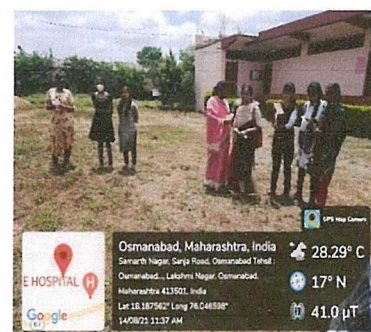 GPS Map Camera
Osmanabad, Maharashtra, India
Samarth Nagar, Sanja Road, Osmanabad Tehsil :
Osmanabad,, Lakshmi Nagar, Osmanabad,
Maharashtra 413501, India
Lat 18.187562° Long 76.046598°
14/08/21 11:37 AM
28.29° C
17° N
41.0 µT
E HOSPITAL
H
Google
(67)